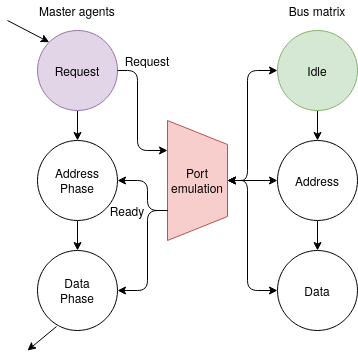 Master agents
Bus matrix
Request
Request
Idle
Address
Phase
Port
emulation
Address
Ready
Data
Phase
Data